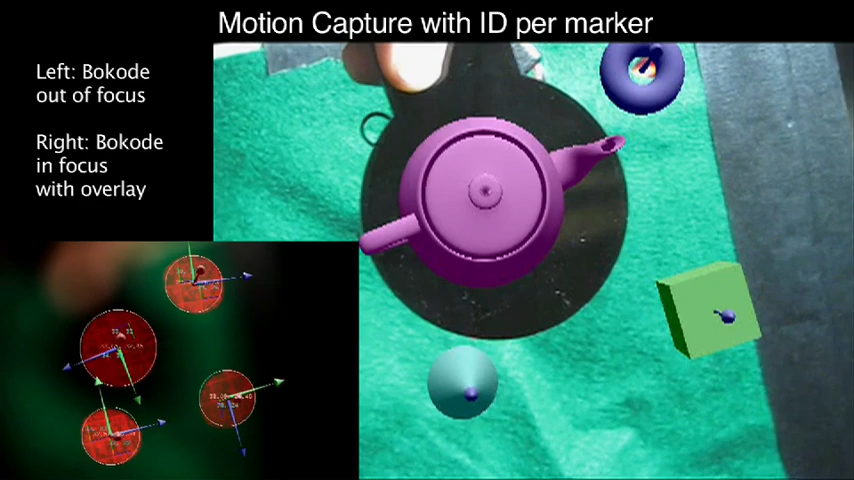 Motion Capture with ID per marker
Left: Bokode
out of focus
Right: Bokode
in focus
with overlay